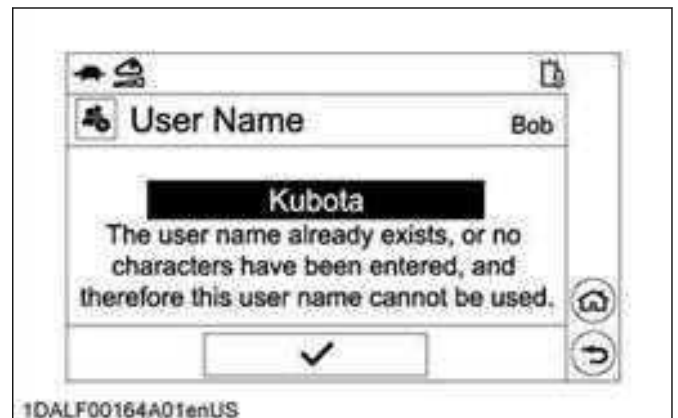 User Name
Bob
Kubota
The user name already exists, or no
characters have been entered, and
therefore this user name cannot be used.
1DALF00164A01enUS